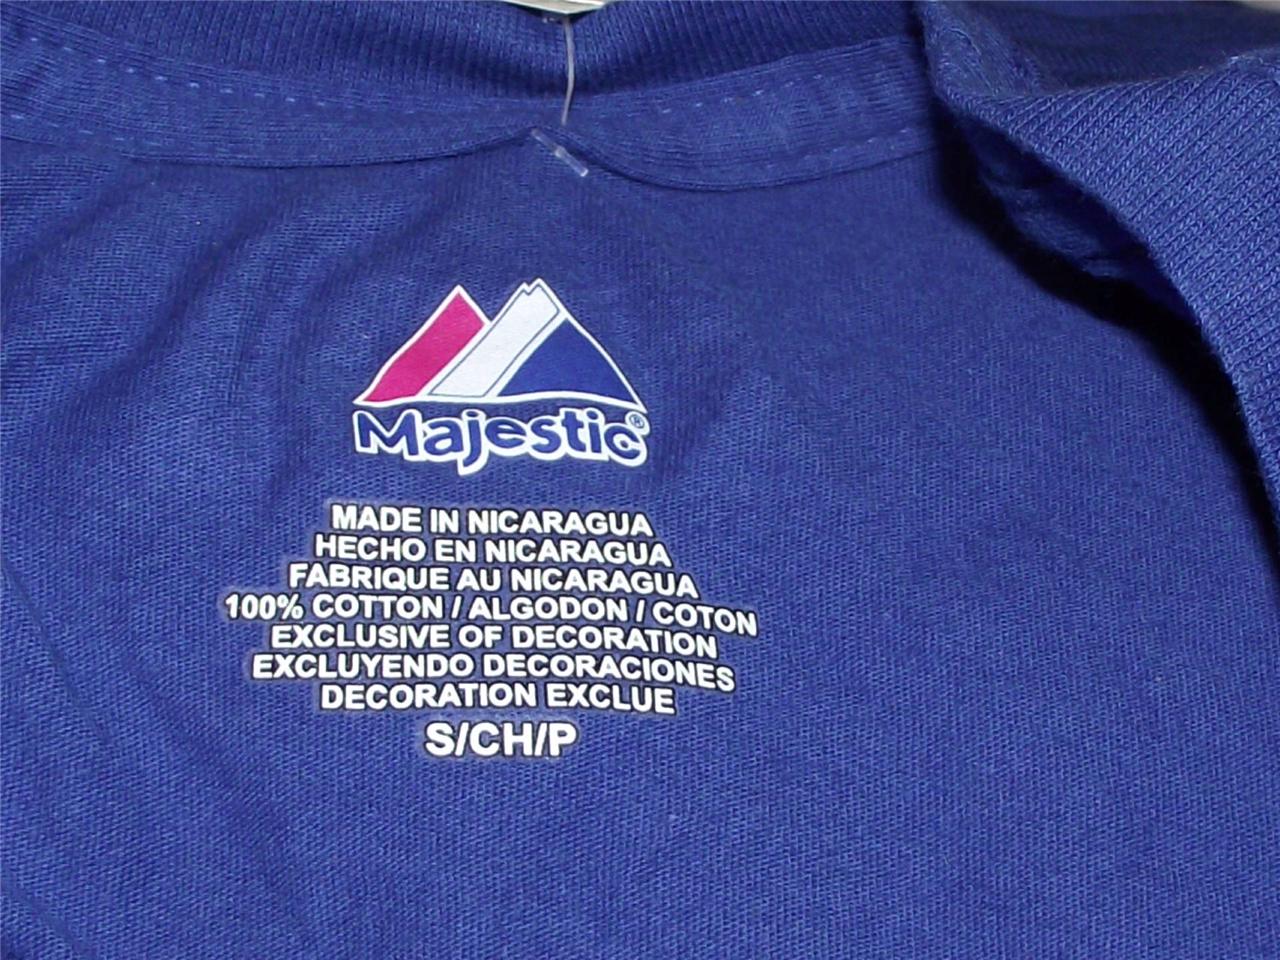 Majestic®
MADE IN NICARAGUA
HECHO EN NICARAGUA
FABRIQUE AU NICARAGUA
100% COTTON / ALGODON / COTON
EXCLUSIVE OF DECORATION
EXCLUYENDO DECORACIONES
DECORATION EXCLUE
S/CH/P